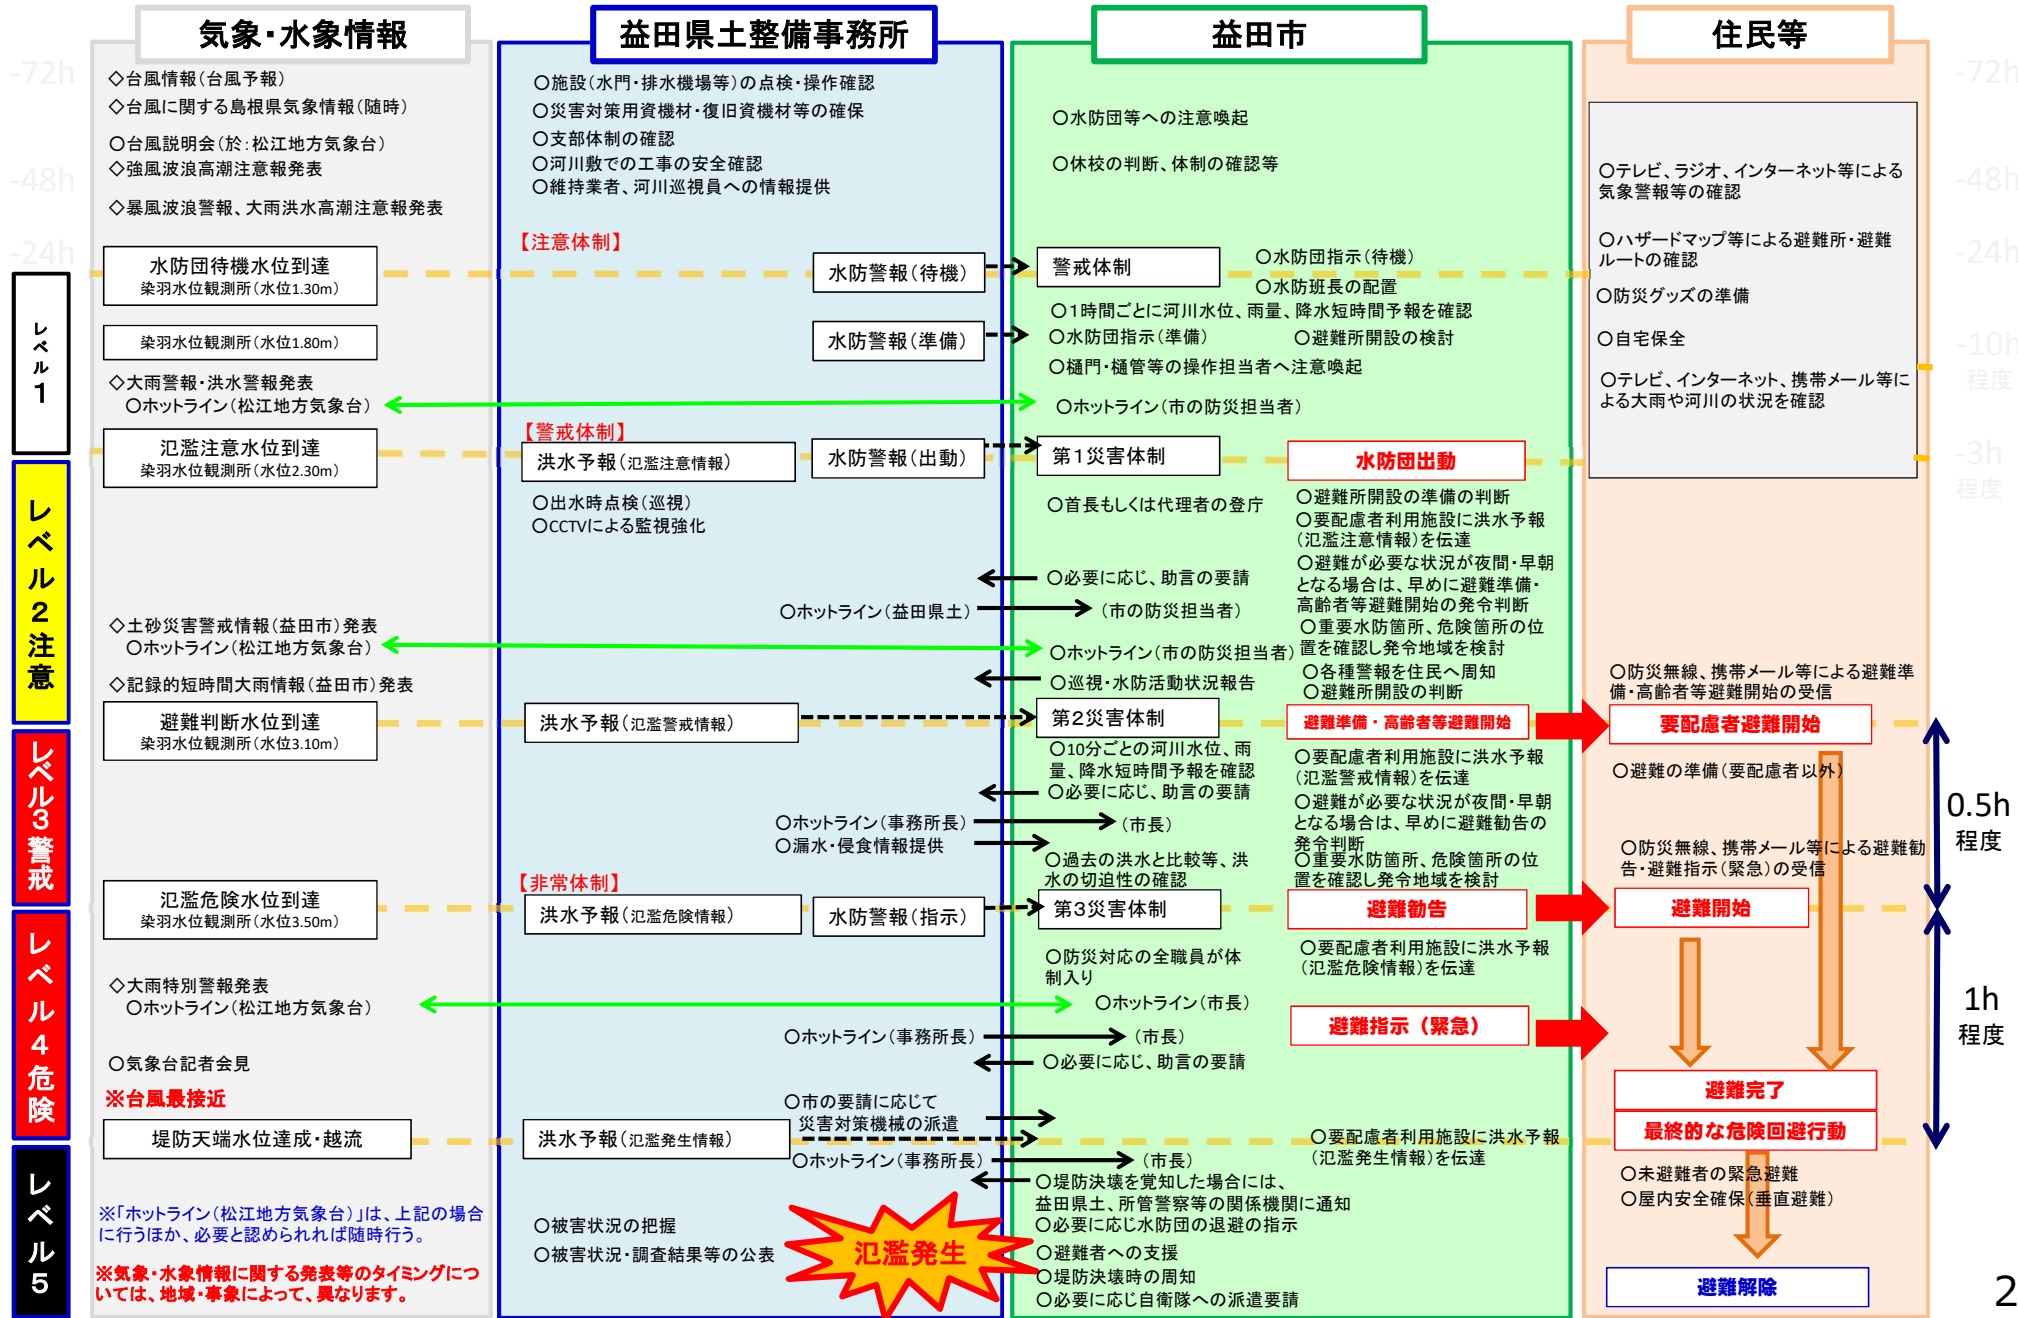 気象・水象情報
益田県土整備事務所
益田市
住民等
-72h
-48h
-24h
レベル1
レベル2注意
レベル3警戒
レベル4危険
レベル5
◇台風情報(台風予報)
◇台風に関する島根県気象情報(随時)
○台風説明会(於:松江地方気象台)
◇強風波浪高潮注意報発表
◇暴風波浪警報、大雨洪水高潮注意報発表
水防団待機水位到達
染羽水位観測所(水位1.30m)
染羽水位観測所(水位1.80m)
◇大雨警報・洪水警報発表
○ホットライン(松江地方気象台)
氾濫注意水位到達
染羽水位観測所(水位2.30m)
◇土砂災害警戒情報(益田市)発表
○ホットライン(松江地方気象台)
◇記録的短時間大雨情報(益田市)発表
避難判断水位到達
染羽水位観測所(水位3.10m)
氾濫危険水位到達
染羽水位観測所(水位3.50m)
◇大雨特別警報発表
○ホットライン(松江地方気象台)
○気象台記者会見
※台風最接近
堤防天端水位達成・越流
※「ホットライン(松江地方気象台)」は、上記の場合
に行うほか、必要と認められれば随時行う。
※気象・水象情報に関する発表等のタイミングにつ
いては、地域・事象によって、異なります。
○施設(水門・排水機場等)の点検・操作確認
○災害対策用資機材・復旧資機材等の確保
○支部体制の確認
○河川敷での工事の安全確認
○維持業者、河川巡視員への情報提供
【注意体制】
水防警報(待機)
水防警報(準備)
【警戒体制】
洪水予報(氾濫注意情報)
水防警報(出動)
○出水時点検(巡視)
○CCTVによる監視強化
○ホットライン(益田県土)
洪水予報(氾濫警戒情報)
○ホットライン(事務所長)
○漏水・侵食情報提供
【非常体制】
洪水予報(氾濫危険情報)
水防警報(指示)
○ホットライン(事務所長)
○市の要請に応じて
災害対策機械の派遣
洪水予報(氾濫発生情報)
○ホットライン(事務所長)
○被害状況の把握
○被害状況・調査結果等の公表
氾濫発生
○水防団等への注意喚起
○休校の判断、体制の確認等
警戒体制
○水防団指示(待機)
○水防班長の配置
○1時間ごとに河川水位、雨量、降水短時間予報を確認
○水防団指示(準備)
○避難所開設の検討
○樋門・樋管等の操作担当者へ注意喚起
○ホットライン(市の防災担当者)
第1災害体制
水防団出動
○首長もしくは代理者の登庁
○必要に応じ、助言の要請
(市の防災担当者)
○ホットライン(市の防災担当者)
○巡視・水防活動状況報告
○避難所開設の準備の判断
○要配慮者利用施設に洪水予報
(氾濫注意情報)を伝達
○避難が必要な状況が夜間・早朝
となる場合は、早めに避難準備・
高齢者等避難開始の発令判断
○重要水防箇所、危険箇所の位
置を確認し発令地域を検討
○各種警報を住民へ周知
○避難所開設の判断
第2災害体制
避難準備・高齢者等避難開始
○10分ごとの河川水位、雨
量、降水短時間予報を確認
○必要に応じ、助言の要請
(市長)
○過去の洪水と比較等、洪
水の切迫性の確認
○要配慮者利用施設に洪水予報
(氾濫警戒情報)を伝達
○避難が必要な状況が夜間・早朝
となる場合は、早めに避難勧告の
発令判断
○重要水防箇所、危険箇所の位
置を確認し発令地域を検討
第3災害体制
避難勧告
○防災対応の全職員が体
制入り
○ホットライン(市長)
○要配慮者利用施設に洪水予報
(氾濫危険情報)を伝達
避難指示(緊急)
(市長)
○必要に応じ、助言の要請
○要配慮者利用施設に洪水予報
(氾濫発生情報)を伝達
(市長)
○堤防決壊を覚知した場合には、
益田県土、所管警察等の関係機関に通知
○必要に応じ水防団の退避の指示
○避難者への支援
○堤防決壊時の周知
○必要に応じ自衛隊への派遣要請
○テレビ、ラジオ、インターネット等による
気象警報等の確認
○ハザードマップ等による避難所・避難
ルートの確認
○防災グッズの準備
○自宅保全
○テレビ、インターネット、携帯メール等に
よる大雨や河川の状況を確認
○防災無線、携帯メール等による避難準
備・高齢者等避難開始の受信
要配慮者避難開始
○避難の準備(要配慮者以外)
○防災無線、携帯メール等による避難勧
告・避難指示(緊急)の受信
避難開始
避難完了
最終的な危険回避行動
○未避難者の緊急避難
○屋内安全確保(垂直避難)
避難解除
-72h
-48h
-24h
-10h
程度
-3h
程度
0.5h
程度
1h
程度
2